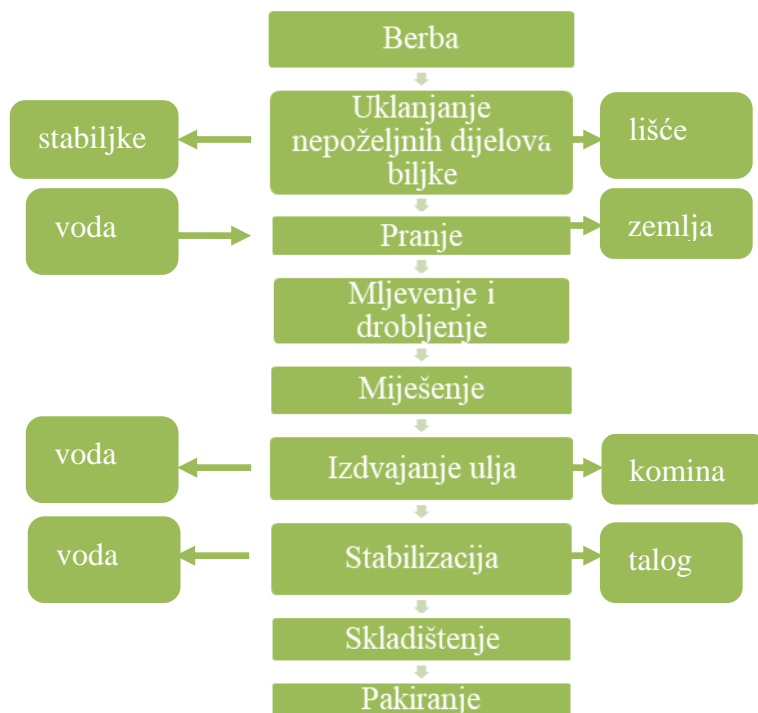 Berba
stabiljke
Uklanjanje
nepoželjnih dijelova
biljke
lišće
voda
Pranje
zemlja
Mljevenje i
drobljenje
Miješenje
voda
Izdvajanje ulja
komina
voda
Stabilizacija
talog
Skladištenje
Pakiranje